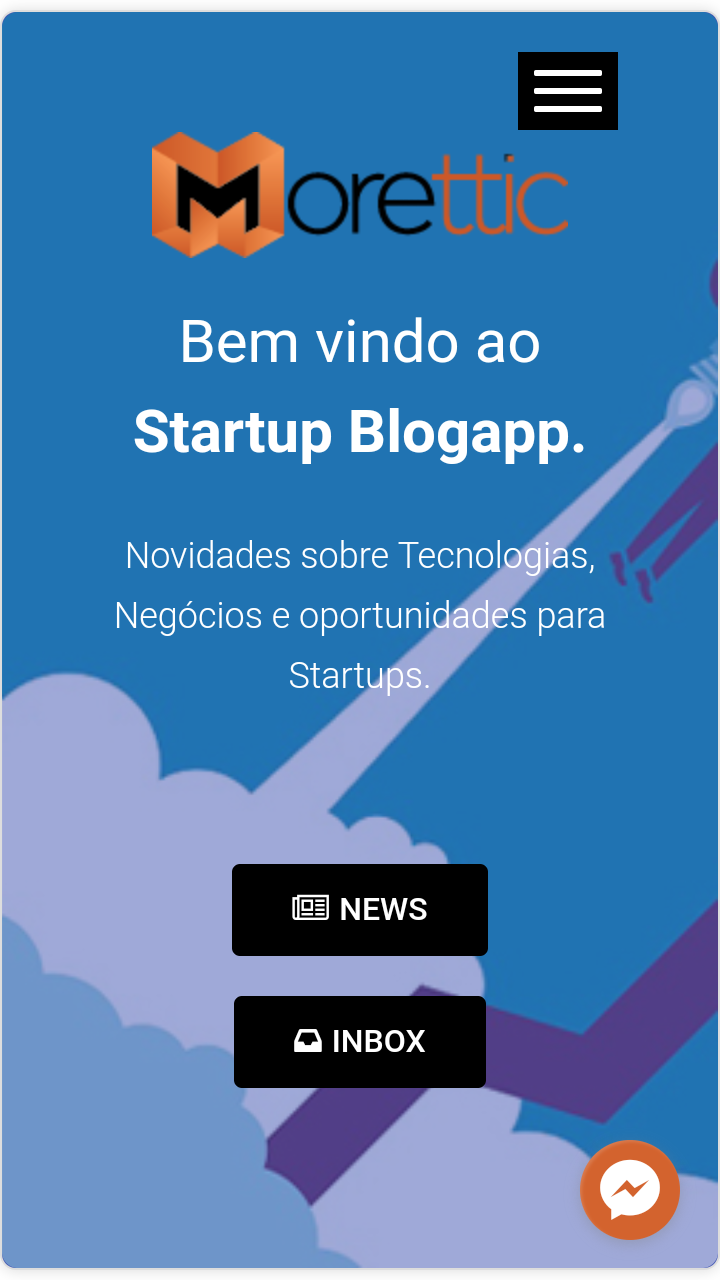 Morettic
Bem vindo ao
Startup Blogapp.
Novidades sobre Tecnologias,
Negócios e oportunidades para
Startups.
NEWS
INBOX